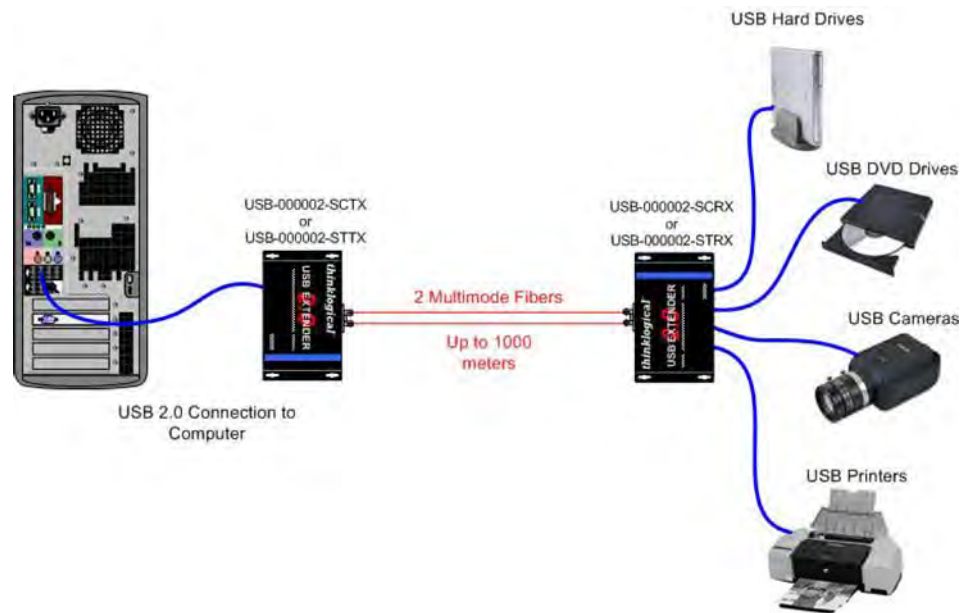 USB Hard Drives
USB DVD Drives
USB-000002-SCTX
or
USB-000002-STTX
USB-000002-SCRX
or
USB-000002-STRX
thinklogical
USB EXTENDER
2 Multimode Fibers
Up to 1000
meters
thinklogical
USB EXTENDER
USB Cameras
USB 2.0 Connection to
Computer
USB Printers